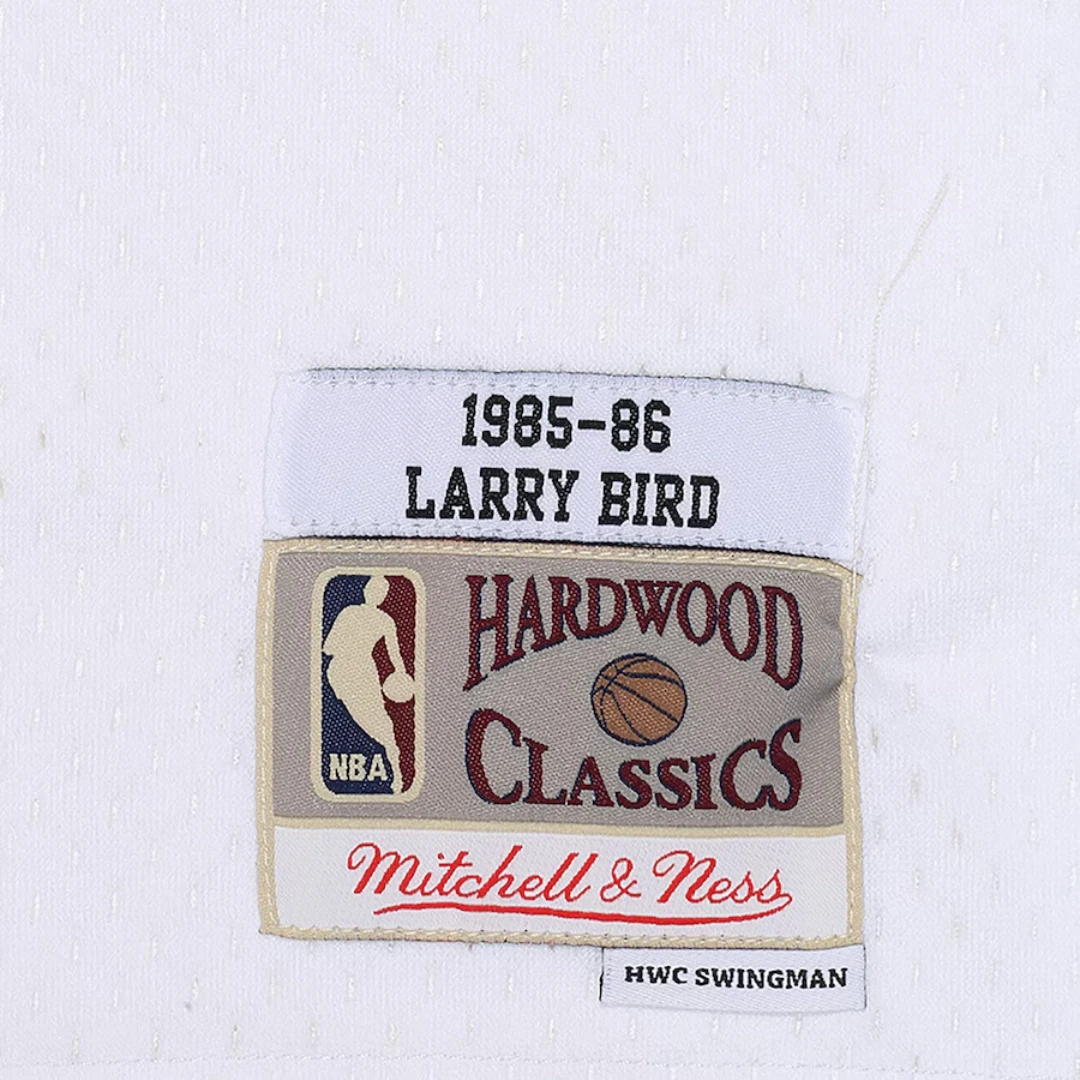 1985-86
LARRY BIRD
HARDWOOD
CLASSICS
NBA
Mitchell & Ness
HWC SWINGMAN